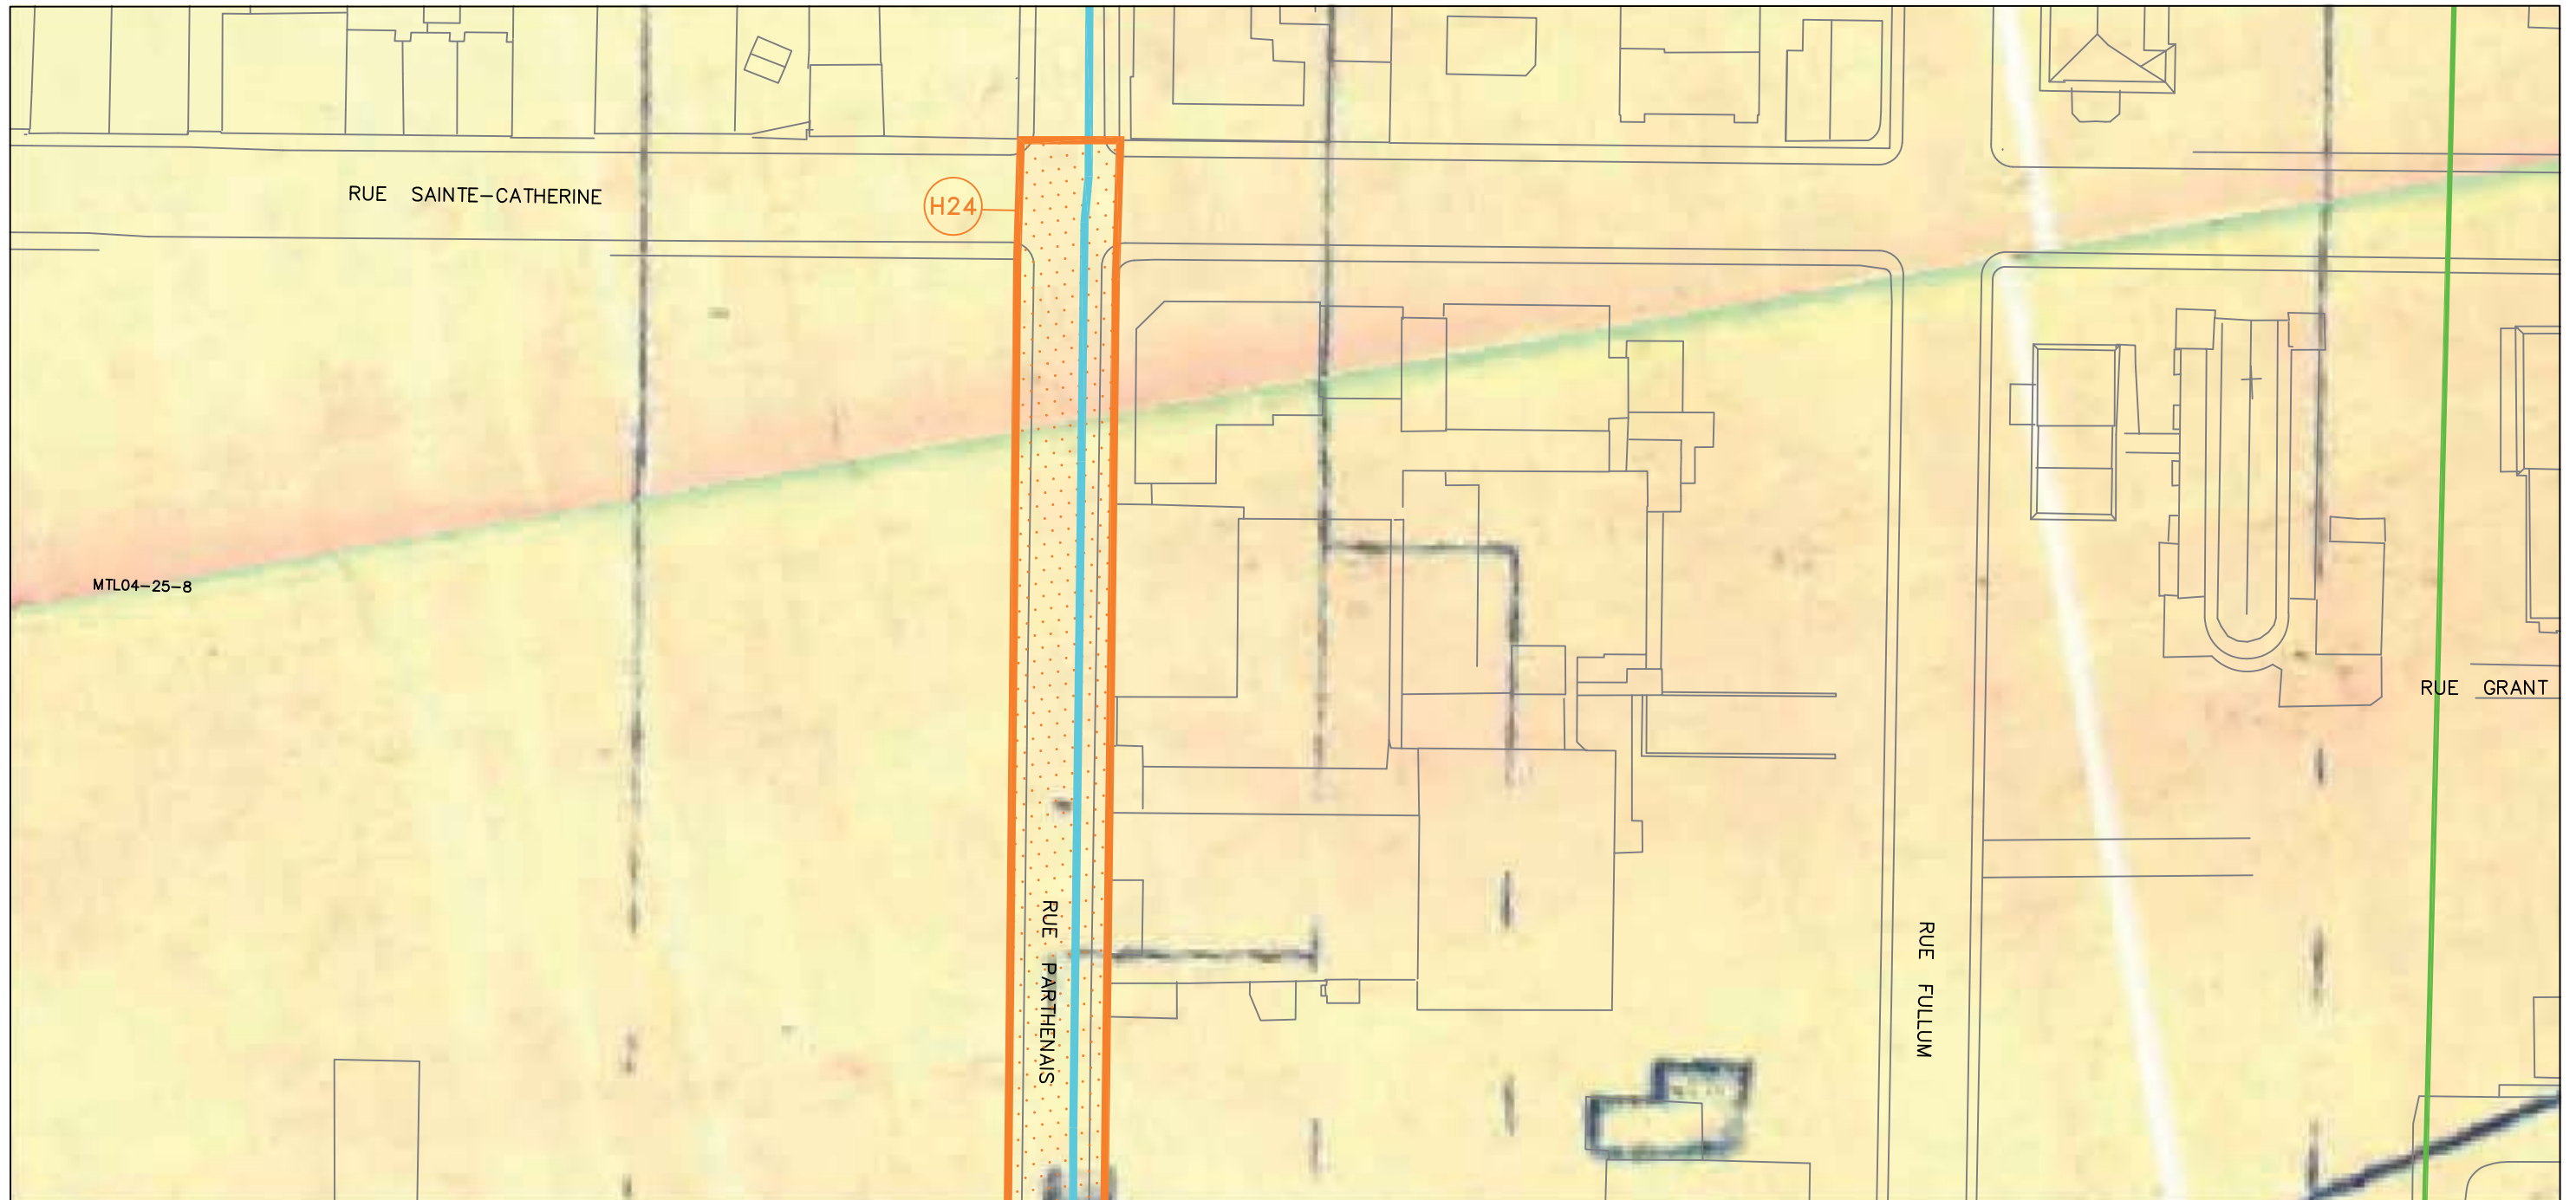 RUE SAINTE-CATHERINE
H24
MTL04-25-8
RUE GRANT
RUE PARTHENAIS
RUE FULLUM